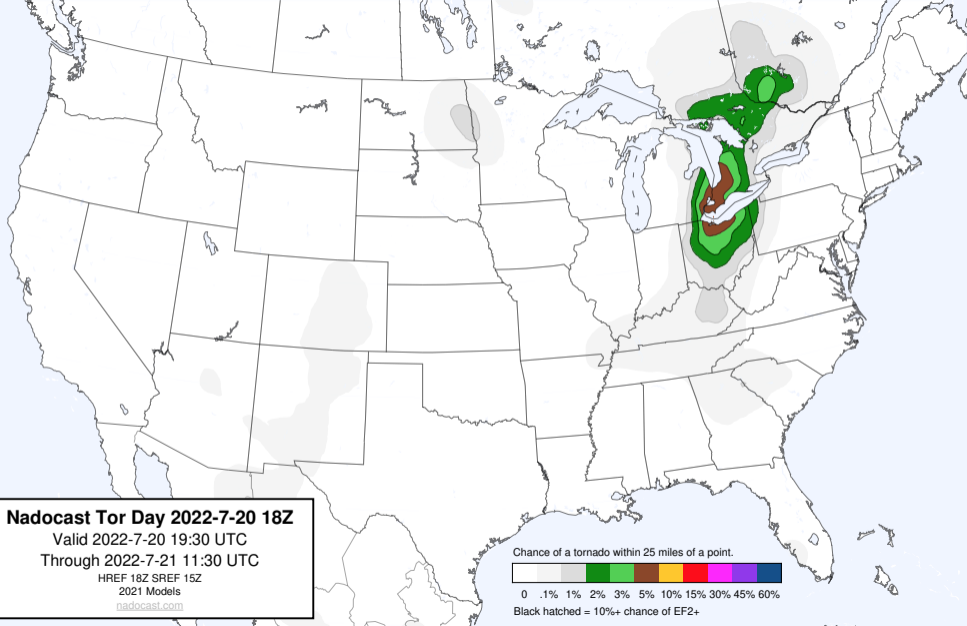 Nadocast Tor Day 2022-7-20 18Z
Valid 2022-7-20 19:30 UTC
Through 2022-7-21 11:30 UTC
HREF 18Z SREF 15Z
2021 Models
nadocast.com
Chance of a tornado within 25 miles of a point.
0 .1% 1% 2% 3% 5% 10% 15% 30% 45% 60%
Black hatched = 10%+ chance of EF2+